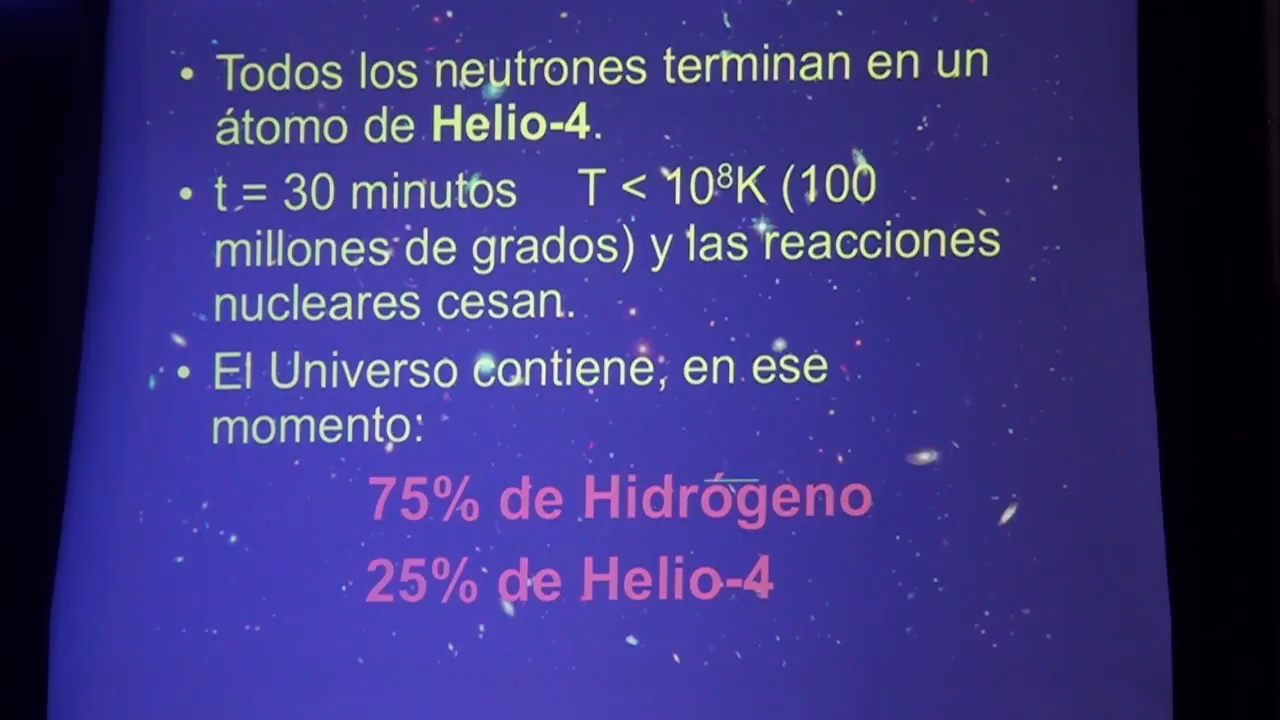 • Todos los neutrones terminan en un
átomo de Helio-4.
• t = 30 minutos T < 10⁸K (100
millones de grados) y las reacciones
nucleares cesan.
• El Universo contiene, en ese
momento:
75% de Hidrógeno
25% de Helio-4